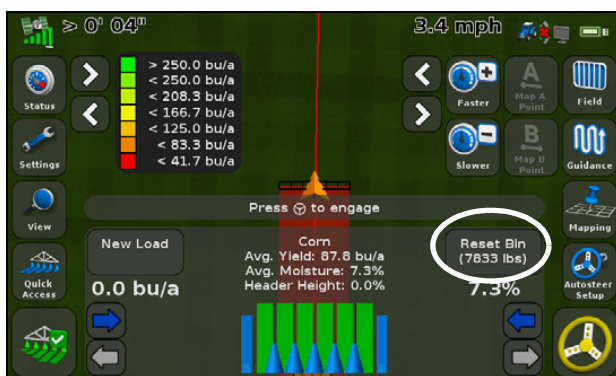 > 0' 04"
3.4 mph
> 250.0 bu/a
< 250.0 bu/a
< 208.3 bu/a
< 166.7 bu/a
< 125.0 bu/a
< 83.3 bu/a
< 41.7 bu/a
Status
Settings
View
Quick
Access
Faster
Slower
A
Map A
Point
B
Map B
Point
Field
Guidance
Mapping
Autosteer
Setup
Press to engage
New Load
0.0 bu/a
Corn
Avg. Yield: 87.8 bu/a
Avg. Moisture: 7.3%
Header Height: 0.0%
Reset Bin
(7833 lbs)
7.3%